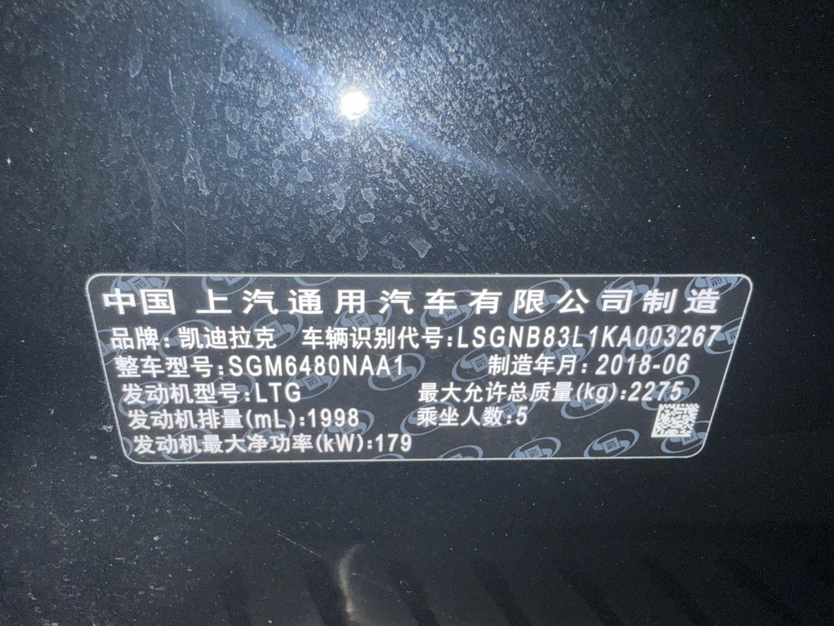 中国 上汽通用汽车有限公司制造
品牌: 凯迪拉克 车辆识别代号:LSGNB83L1KA003267
整车型号:SGM6480NAA1 制造年月: 2018-06
发动机型号:LTG 最大允许总质量(kg):2275
发动机排量(mL):1998 乘坐人数:5
发动机最大净功率(kW):179